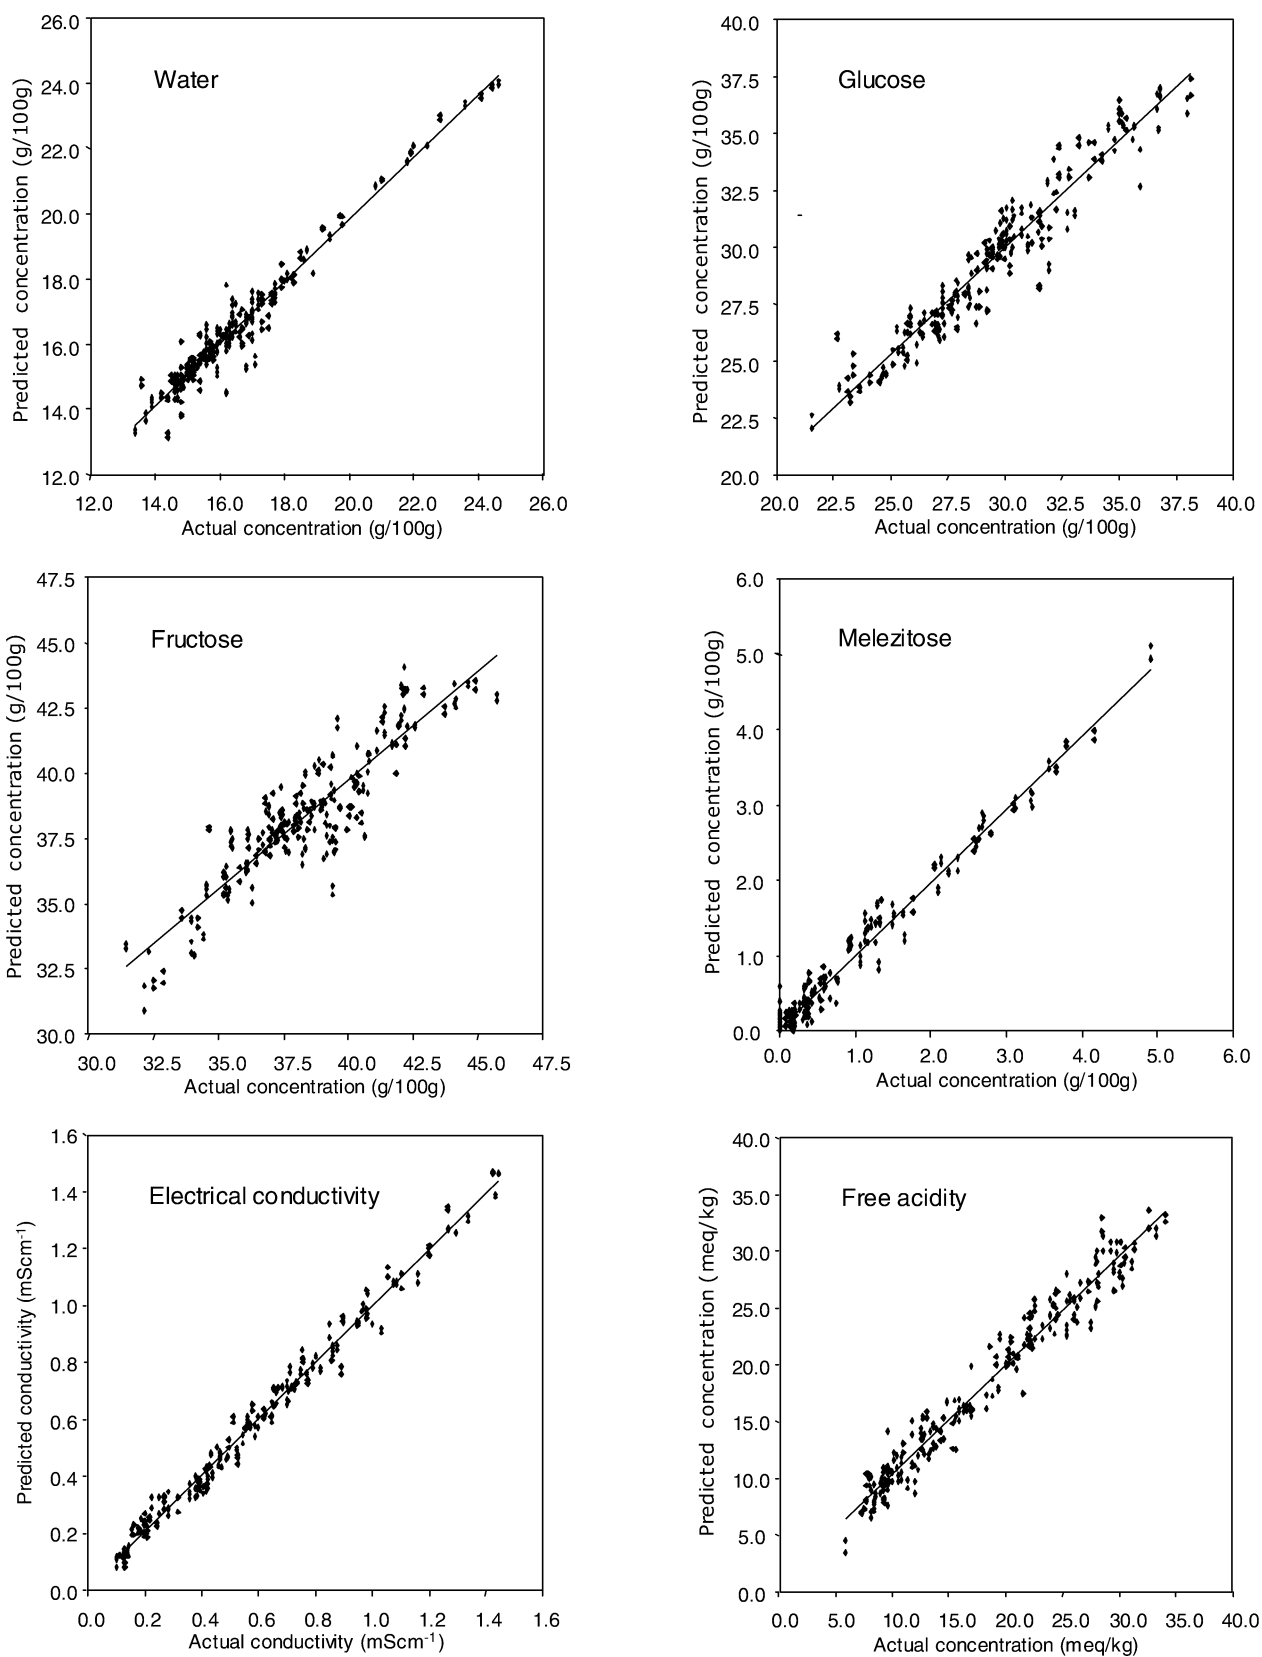 Water
Predicted concentration (g/100g)
26.0
24.0
22.0
20.0
18.0
16.0
14.0
12.0
12.0 14.0 16.0 18.0 20.0 22.0 24.0 26.0
Actual concentration (g/100g)
Glucose
Predicted concentration (g/100g)
40.0
37.5
35.0
32.5
30.0
27.5
25.0
22.5
20.0
20.0 22.5 25.0 27.5 30.0 32.5 35.0 37.5 40.0
Actual concentration (g/100g)
Fructose
Predicted concentration (g/100g)
47.5
45.0
42.5
40.0
37.5
35.0
32.5
30.0
30.0 32.5 35.0 37.5 40.0 42.5 45.0 47.5
Actual concentration (g/100g)
Melezitose
Predicted concentration (g/100g)
6.0
5.0
4.0
3.0
2.0
1.0
0.0
0.0 1.0 2.0 3.0 4.0 5.0 6.0
Actual concentration (g/100g)
Electrical conductivity
Predicted conductivity (mScm⁻¹)
1.6
1.4
1.2
1.0
0.8
0.6
0.4
0.2
0.0
0.0 0.2 0.4 0.6 0.8 1.0 1.2 1.4 1.6
Actual conductivity (mScm⁻¹)
Free acidity
Predicted concentration (meq/kg)
40.0
35.0
30.0
25.0
20.0
15.0
10.0
5.0
0.0
0.0 5.0 10.0 15.0 20.0 25.0 30.0 35.0 40.0
Actual concentration (meq/kg)